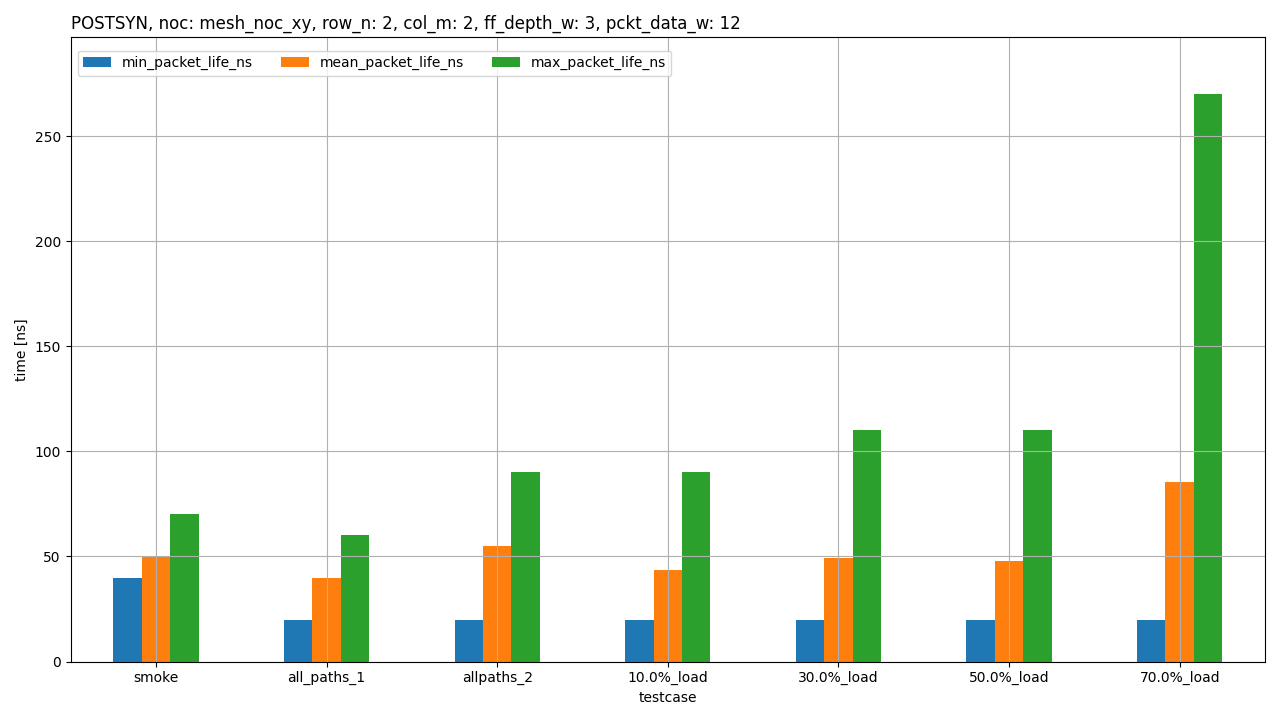 POSTSYN, noc: mesh_noc_xy, row_n: 2, col_m: 2, ff_depth_w: 3, pckt_data_w: 12
min_packet_life_ns mean_packet_life_ns max_packet_life_ns
250
200
150
100
50
0
time [ns]
smoke all_paths_1 allpaths_2 10.0%_load 30.0%_load 50.0%_load 70.0%_load
testcase